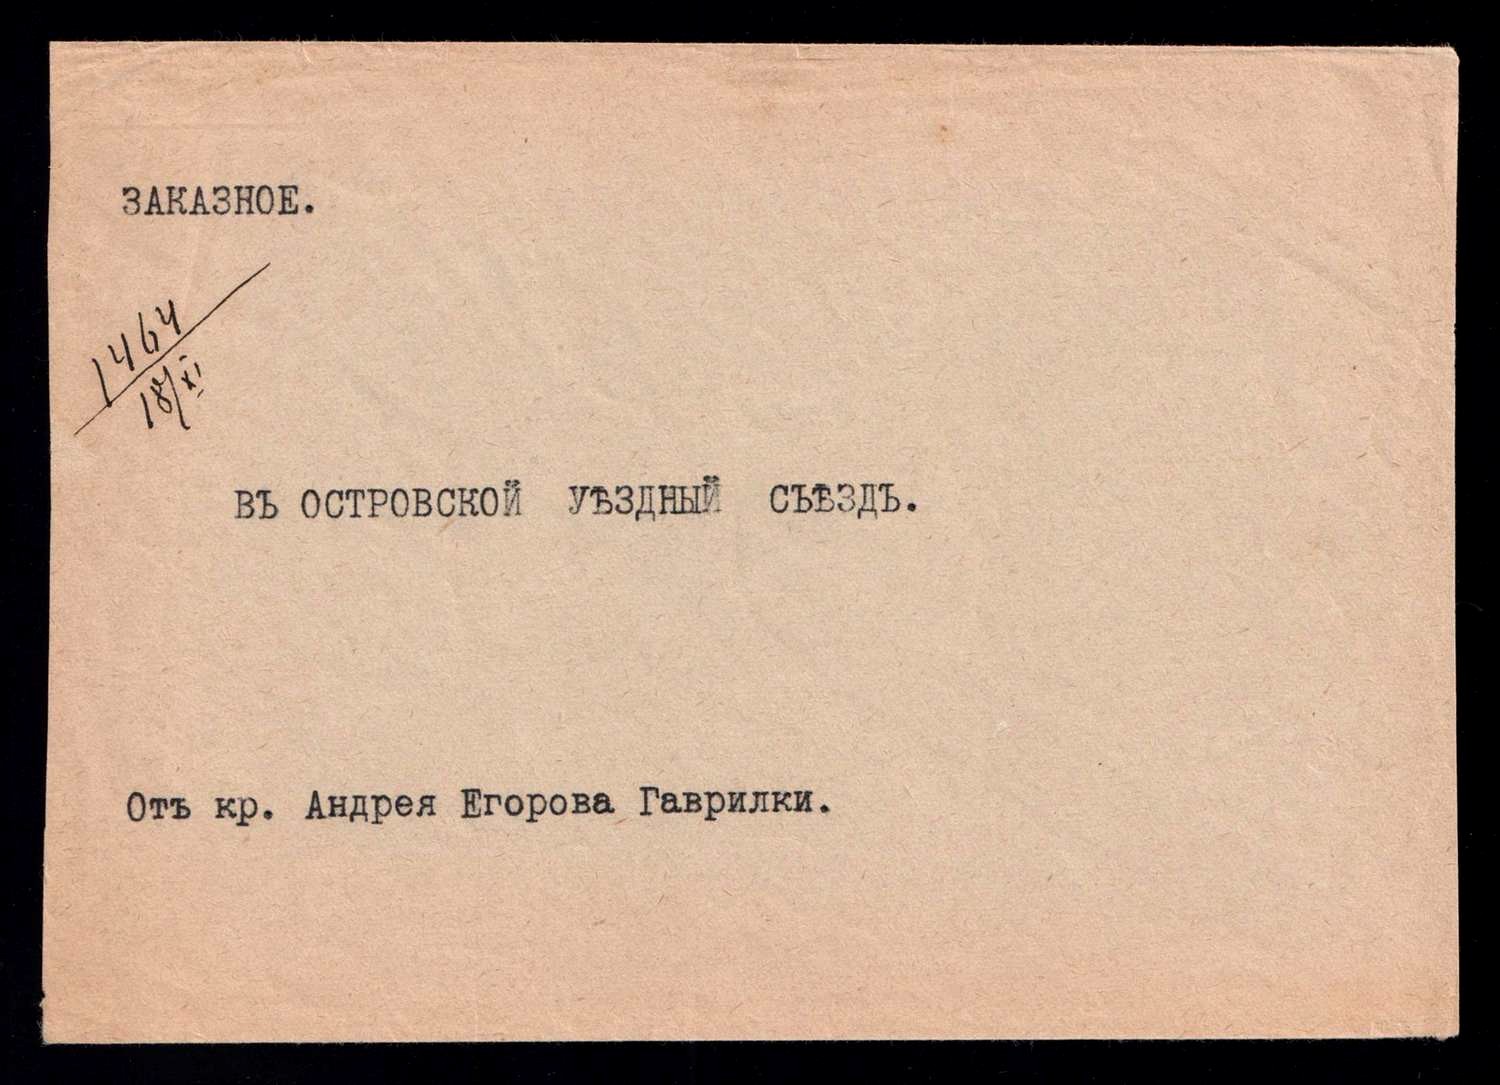 ЗАКАЗНОЕ.
1464
18/XI
ВЪ ОСТРОВСКОЙ УѢЗДНЫЙ СЪѢЗДЪ.
Отъ кр. Андрея Егорова Гаврилки.